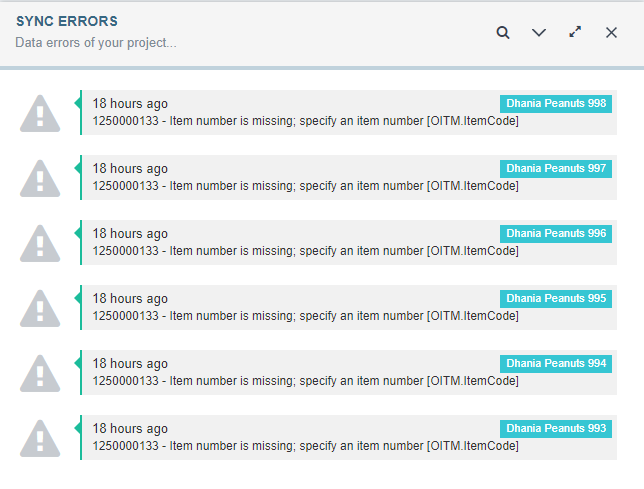 SYNC ERRORS
Data errors of your project...
18 hours ago
Dhania Peanuts 998
1250000133 - Item number is missing; specify an item number [OITM.ItemCode]
18 hours ago
Dhania Peanuts 997
1250000133 - Item number is missing; specify an item number [OITM.ItemCode]
18 hours ago
Dhania Peanuts 996
1250000133 - Item number is missing; specify an item number [OITM.ItemCode]
18 hours ago
Dhania Peanuts 995
1250000133 - Item number is missing; specify an item number [OITM.ItemCode]
18 hours ago
Dhania Peanuts 994
1250000133 - Item number is missing; specify an item number [OITM.ItemCode]
18 hours ago
Dhania Peanuts 993
1250000133 - Item number is missing; specify an item number [OITM.ItemCode]